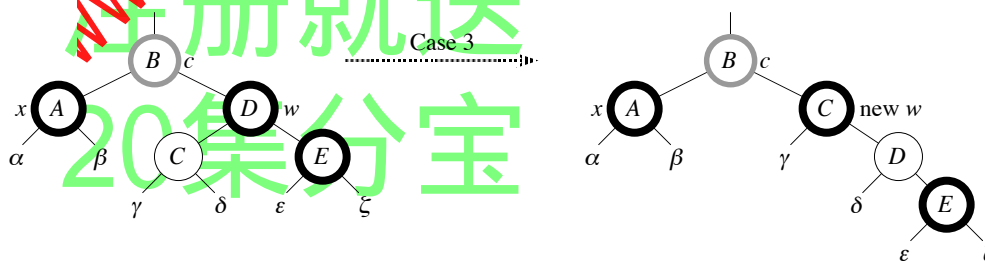 注册就送
20集分宝
Case 3
B c
x A
D w
C
E
α β
γ δ ε ζ
B c
x A
C new w
α β
γ
D
δ
E
ε